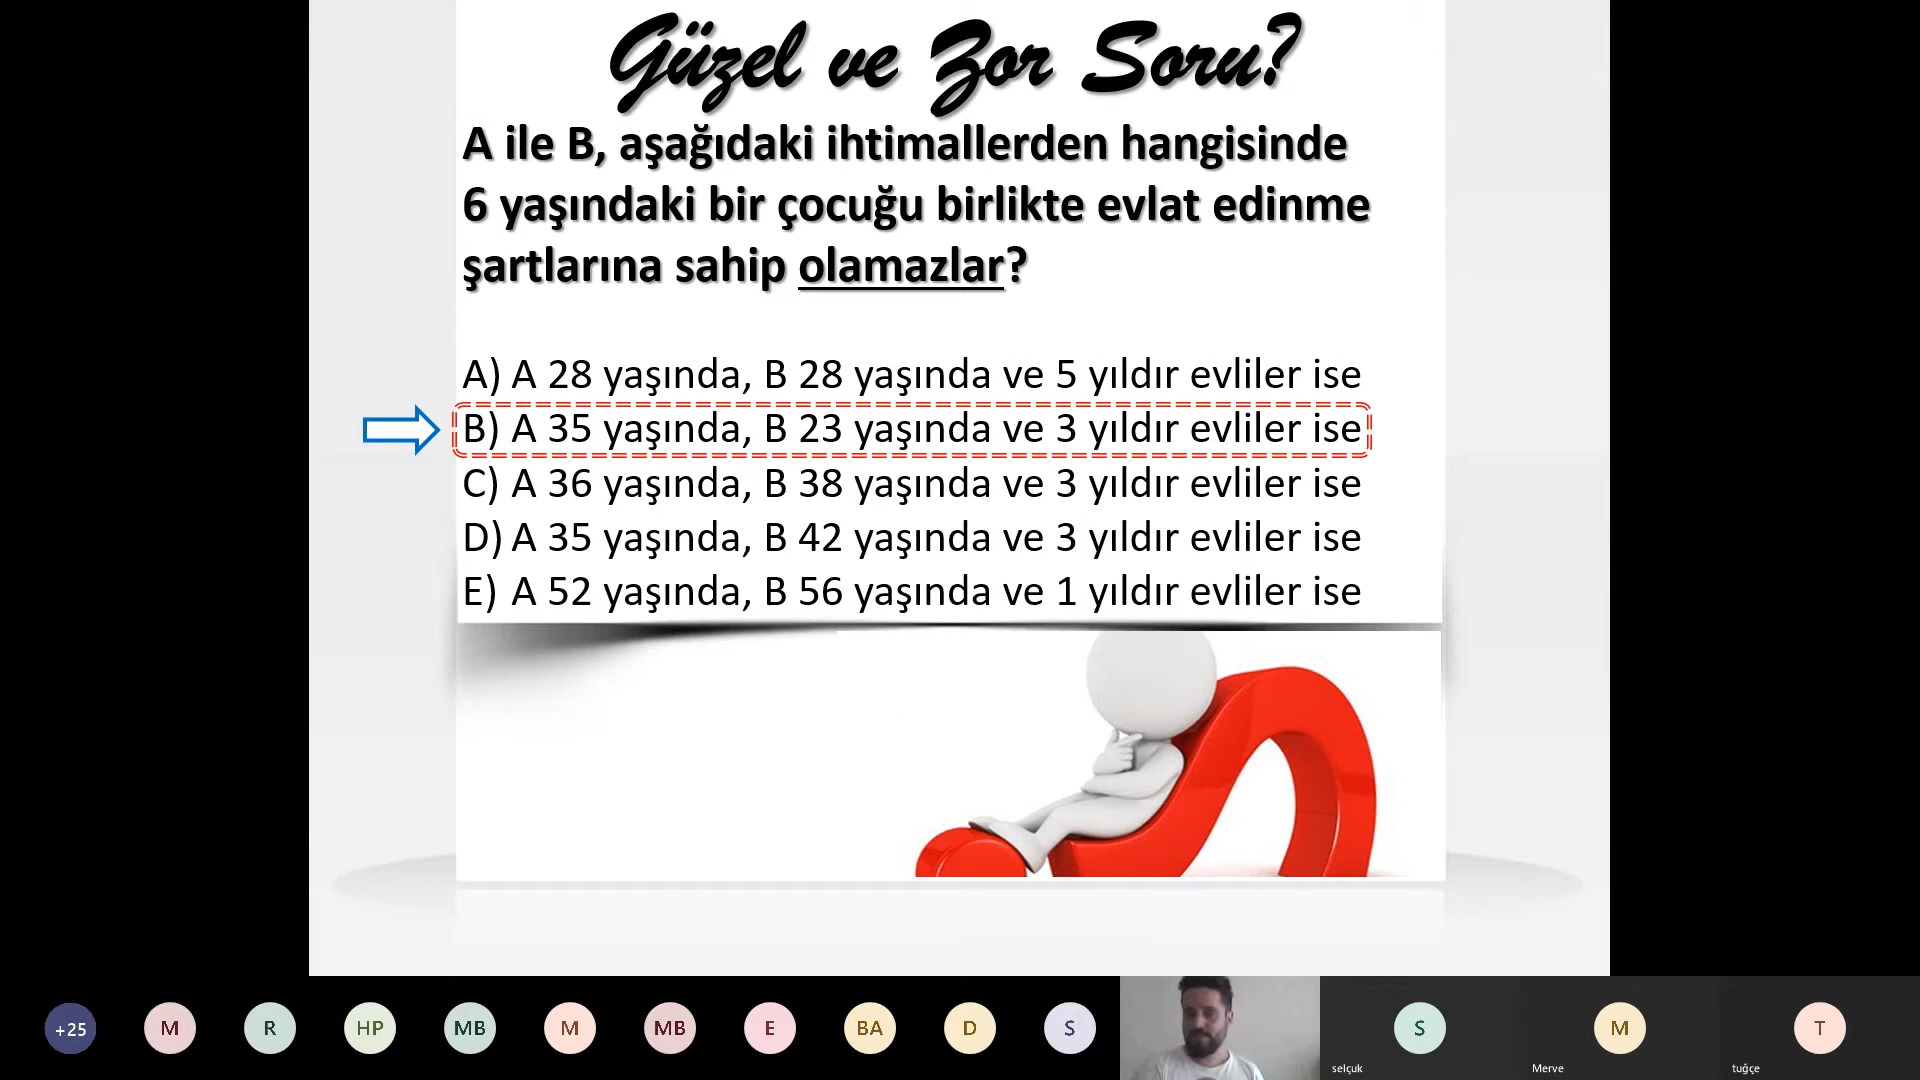 Güzel ve Zor Soru?
A ile B, aşağıdaki ihtimallerden hangisinde
6 yaşındaki bir çocuğu birlikte evlat edinme
şartlarına sahip olamazlar?
A) A 28 yaşında, B 28 yaşında ve 5 yıldır evliler ise
B) A 35 yaşında, B 23 yaşında ve 3 yıldır evliler ise
C) A 36 yaşında, B 38 yaşında ve 3 yıldır evliler ise
D) A 35 yaşında, B 42 yaşında ve 3 yıldır evliler ise
E) A 52 yaşında, B 56 yaşında ve 1 yıldır evliler ise
+25 M R HP MB M MB E BA D S S M T
selçuk Merve tuğçe